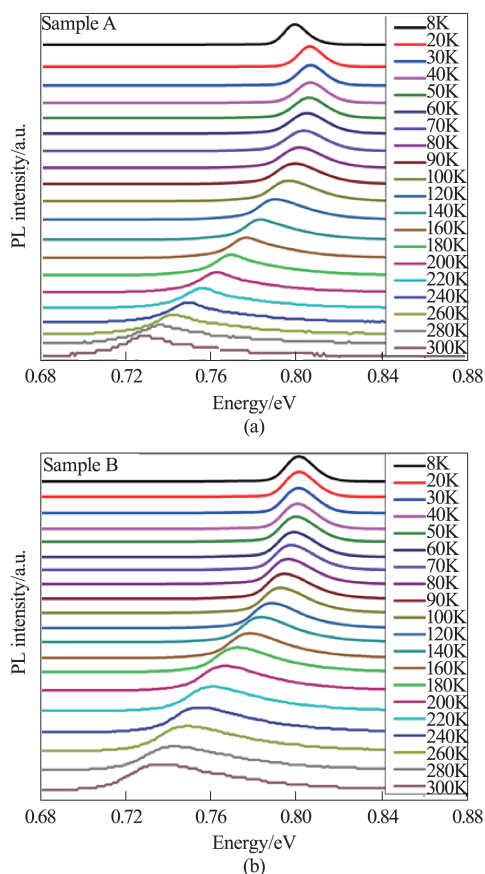 Sample A
PL intensity/a.u.
8K
20K
30K
40K
50K
60K
70K
80K
90K
100K
120K
140K
160K
180K
200K
220K
240K
260K
280K
300K
0.68 0.72 0.76 0.80 0.84 0.88
Energy/eV
(a)
Sample B
PL intensity/a.u.
8K
20K
30K
40K
50K
60K
70K
80K
90K
100K
120K
140K
160K
180K
200K
220K
240K
260K
280K
300K
0.68 0.72 0.76 0.80 0.84 0.88
Energy/eV
(b)